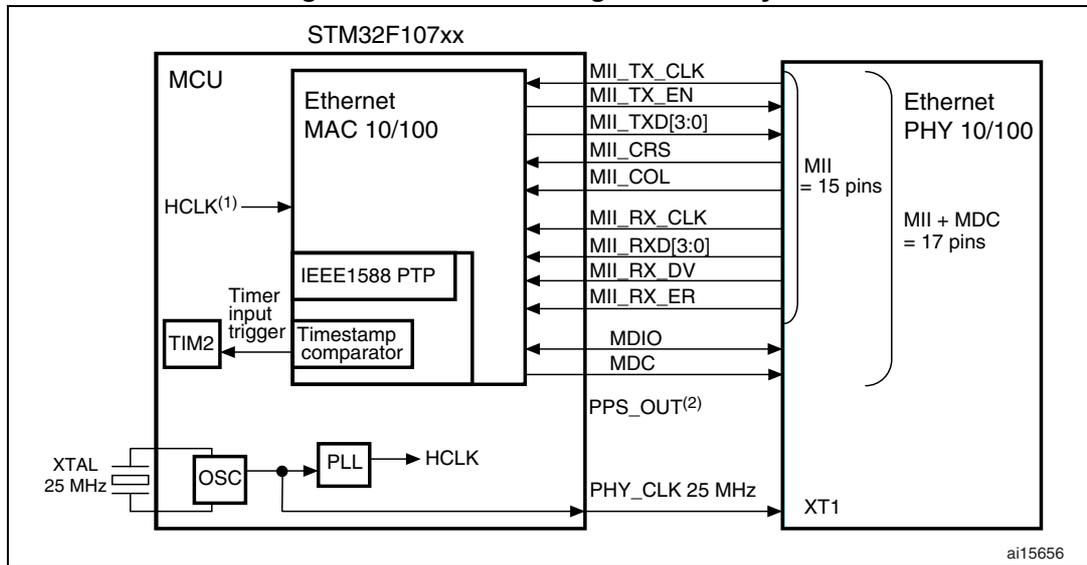 STM32F107xx
MCU
Ethernet
MAC 10/100
HCLK(1)
IEEE1588 PTP
Timer
input
trigger
TIM2
Timestamp
comparator
XTAL
25 MHz
OSC
PLL
HCLK
MII_TX_CLK
MII_TX_EN
MII_TXD[3:0]
MII_CRS
MII_COL
MII_RX_CLK
MII_RXD[3:0]
MII_RX_DV
MII_RX_ER
MDIO
MDC
PPS_OUT(2)
PHY_CLK 25 MHz
Ethernet
PHY 10/100
MII
= 15 pins
MII + MDC
= 17 pins
XT1
ai15656